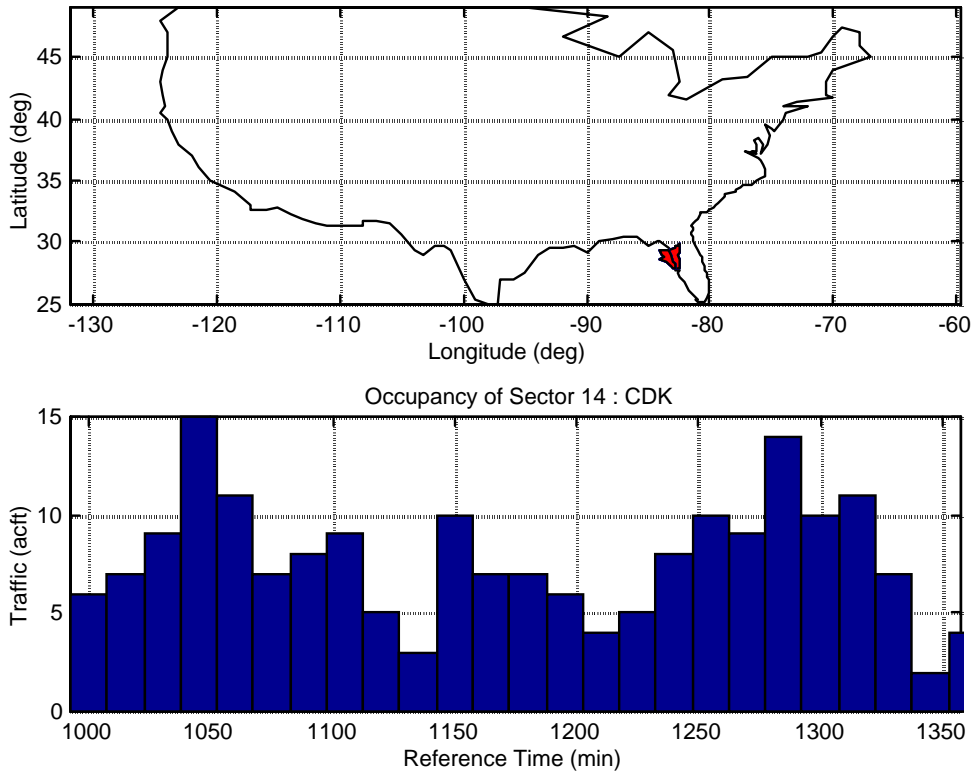 45
40
35
30
25
Latitude (deg)
-130 -120 -110 -100 -90 -80 -70 -60
Longitude (deg)
Occupancy of Sector 14 : CDK
15
10
5
0
Traffic (acft)
1000 1050 1100 1150 1200 1250 1300 1350
Reference Time (min)